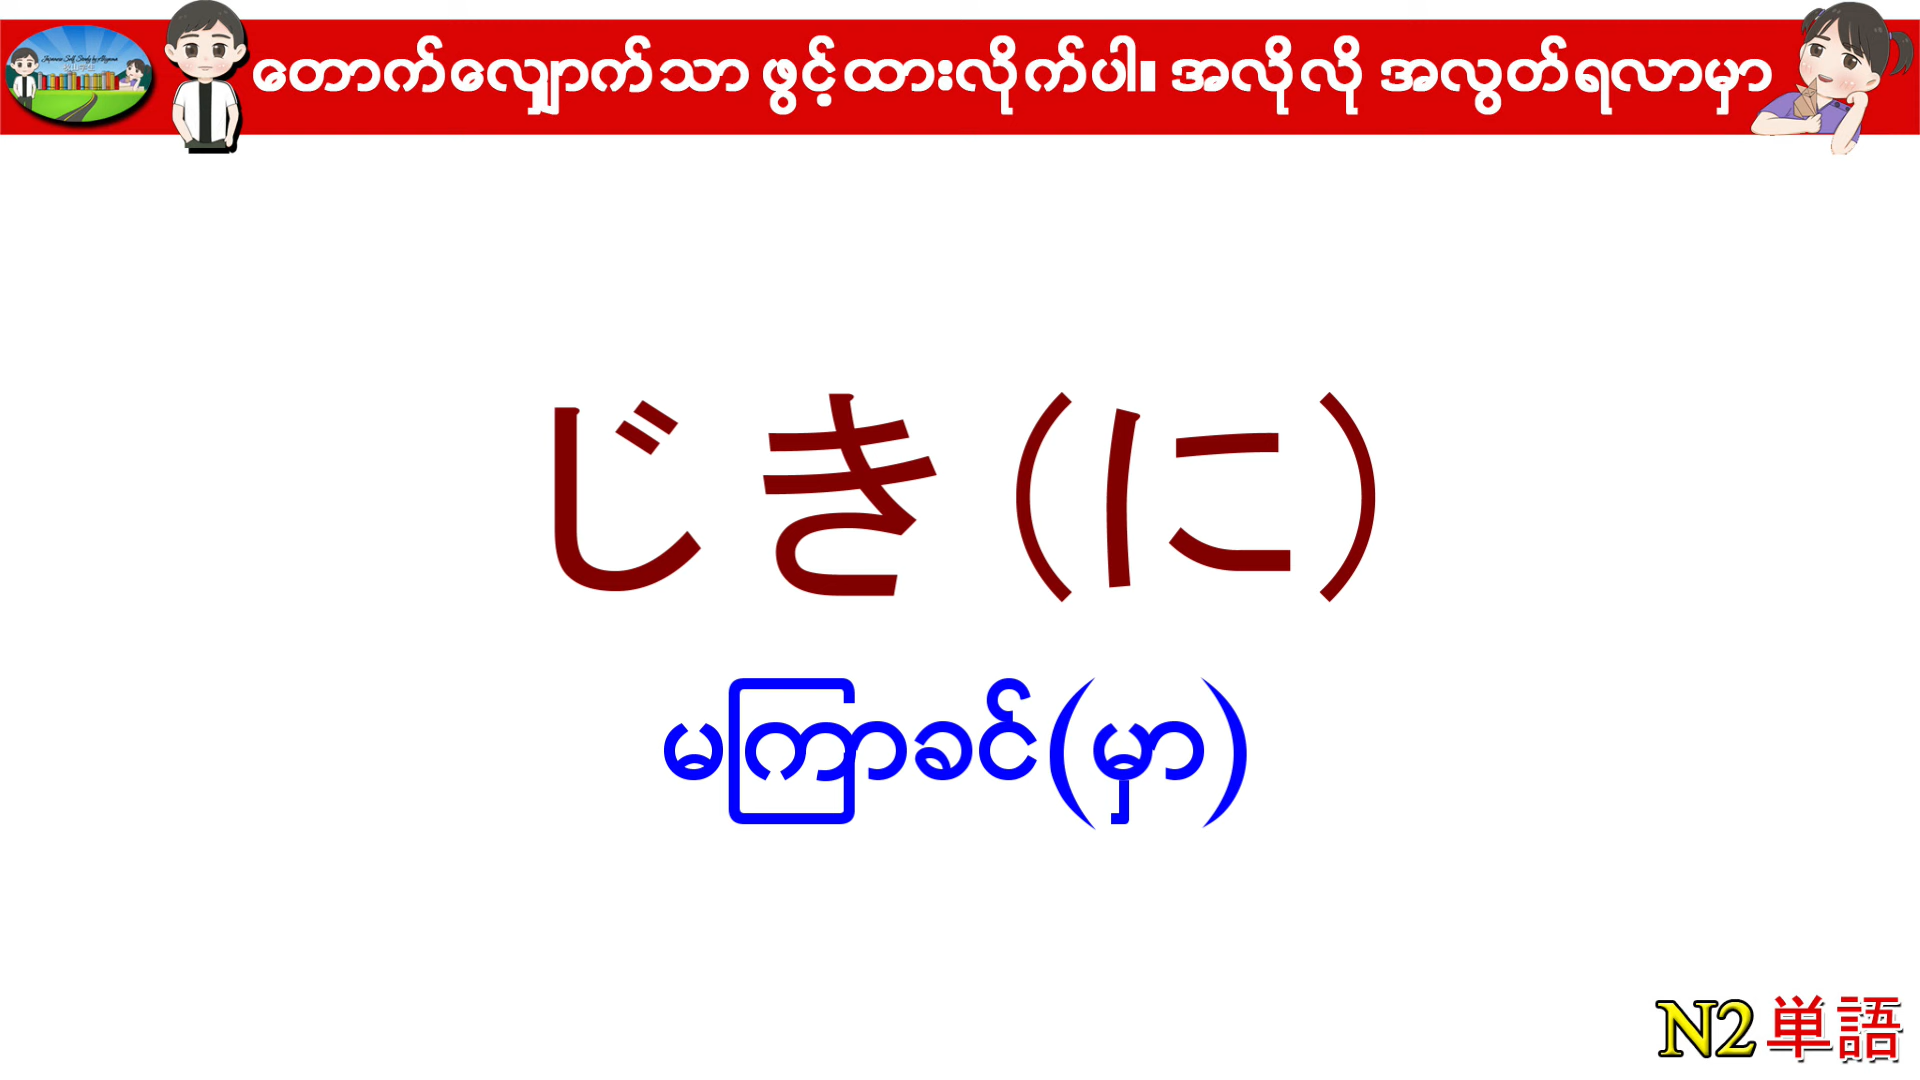 တောက်လျှောက်သာ ဖွင့်ထားလိုက်ပါ။ အလိုလို အလွတ်ရလာမှာ
じき(に)
မကြာခင်(မှာ)
N2単語